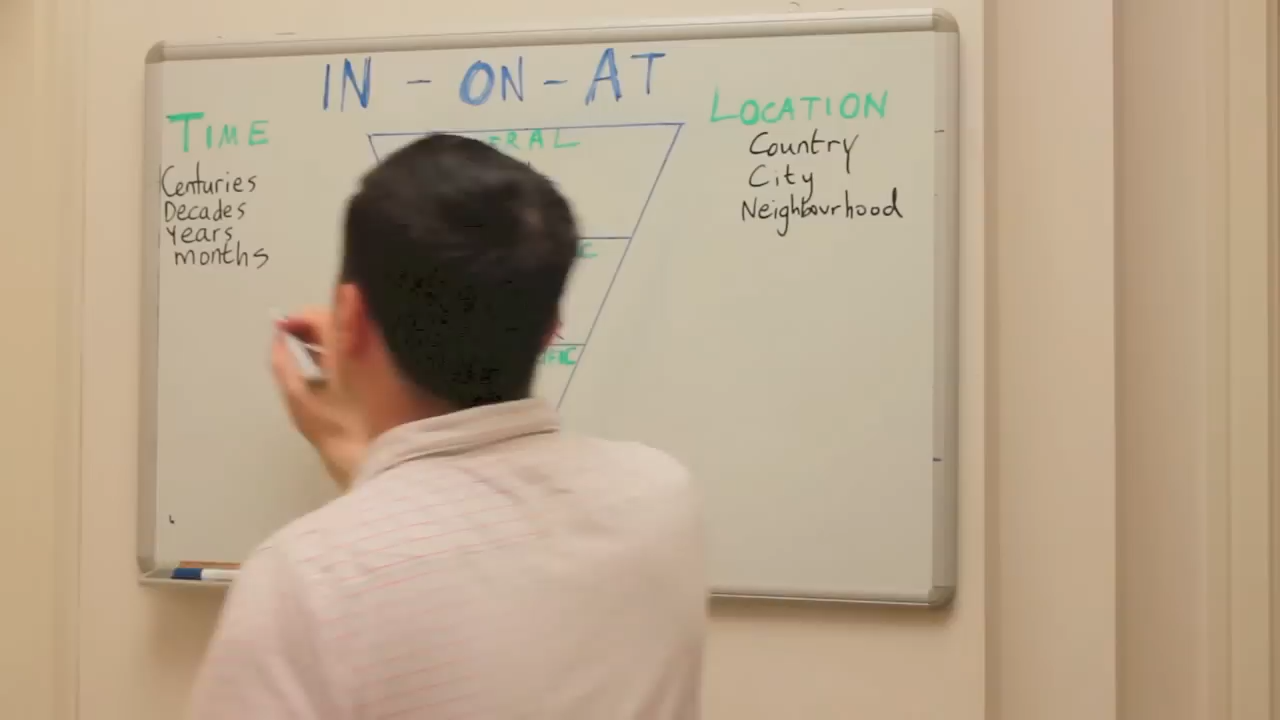 IN - ON - AT
TIME
Centuries
Decades
Years
months
LOCATION
Country
City
Neighbourhood